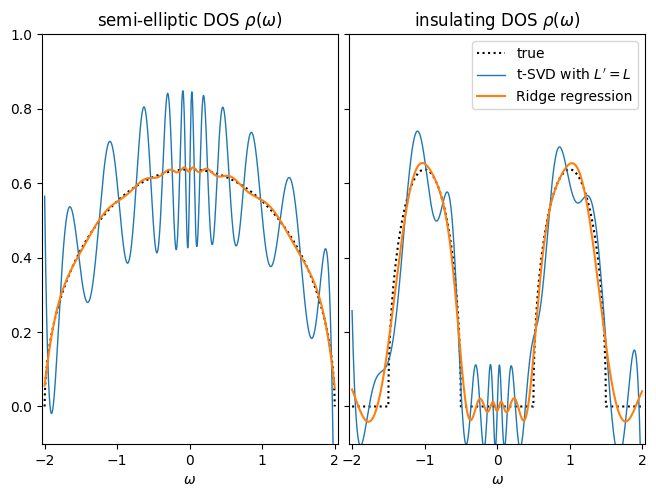 semi-elliptic DOS ρ(ω)
insulating DOS ρ(ω)
1.0
0.8
0.6
0.4
0.2
0.0
true
t-SVD with L′ = L
Ridge regression
−2 −1 0 1 2
−2 −1 0 1 2
ω
ω